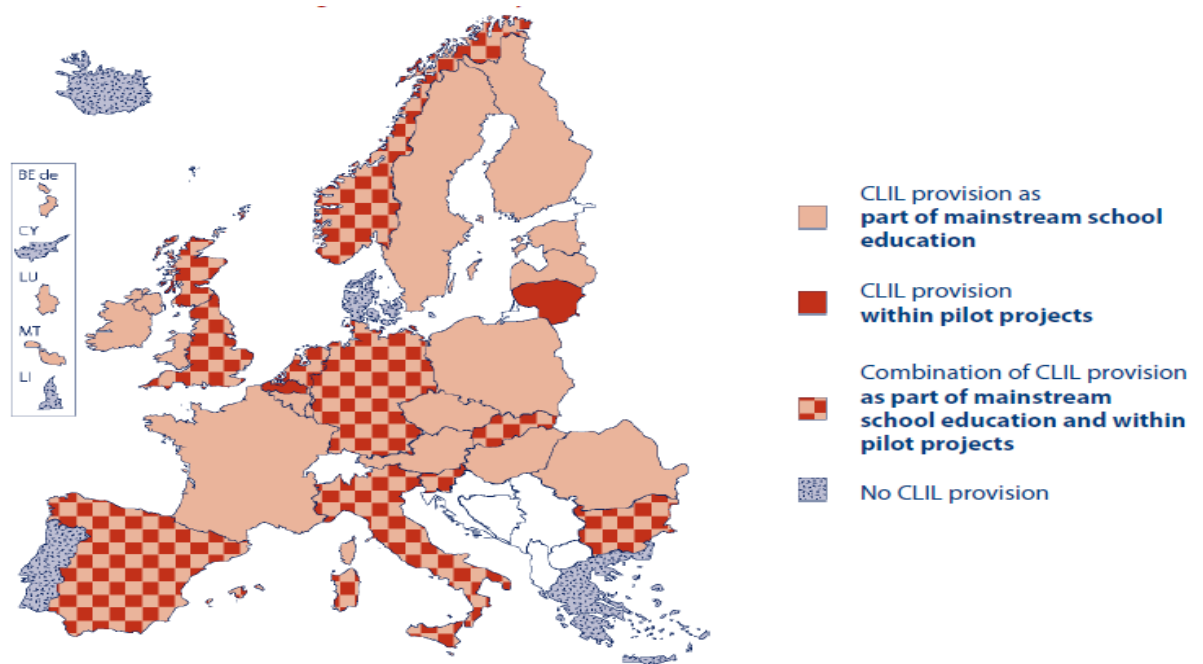 BE de
CY
LU
MT
LI
CLIL provision as
part of mainstream school
education
CLIL provision
within pilot projects
Combination of CLIL provision
as part of mainstream
school education and within
pilot projects
No CLIL provision